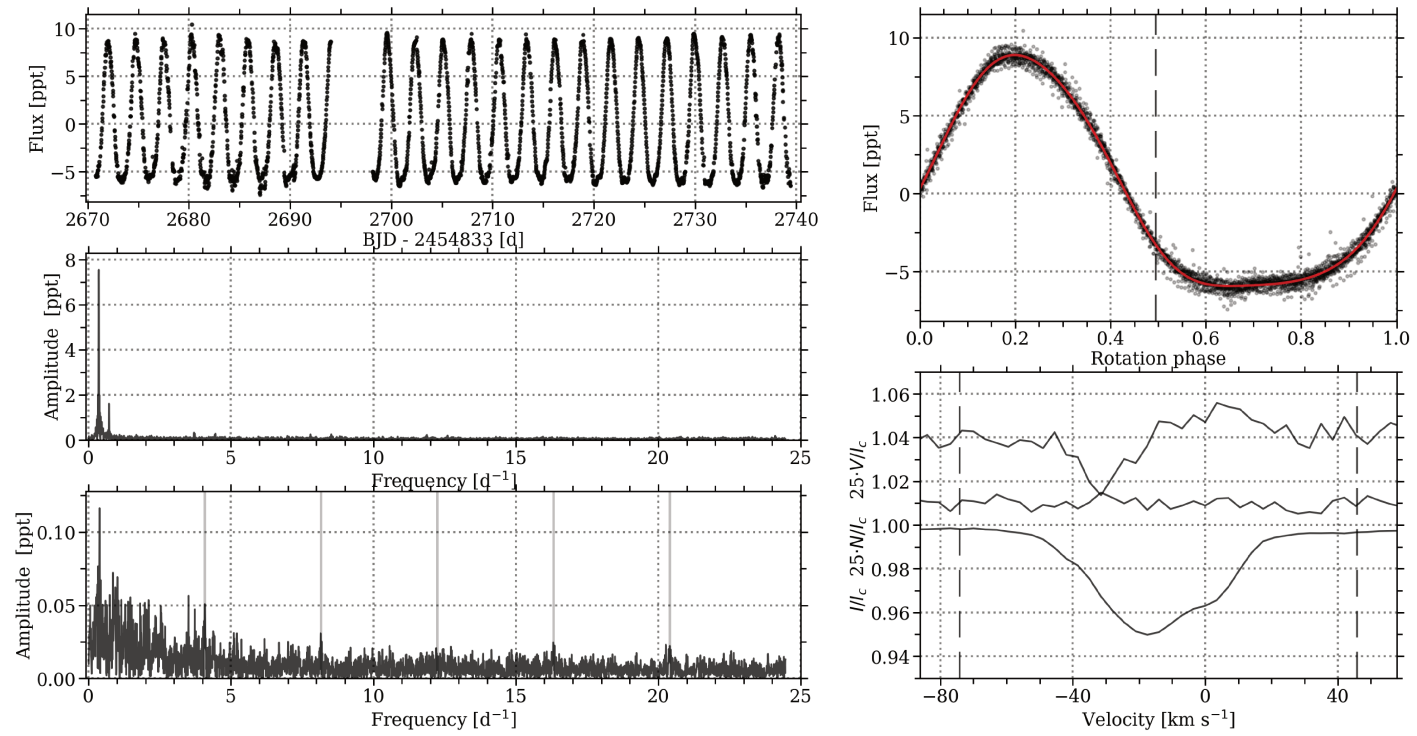 10
5
0
−5
Flux [ppt]
2670 2680 2690 2700 2710 2720 2730 2740
BJD - 2454833 [d]
8
6
4
2
0
Amplitude [ppt]
0 5 10 15 20 25
Frequency [d⁻¹]
0.10
0.05
0.00
Amplitude [ppt]
0 5 10 15 20 25
Frequency [d⁻¹]
10
5
0
−5
Flux [ppt]
0.0 0.2 0.4 0.6 0.8 1.0
Rotation phase
1.06
1.04
1.02
1.00
0.98
0.96
0.94
I/I_c 25·N/I_c 25·V/I_c
−80 −40 0 40
Velocity [km s⁻¹]